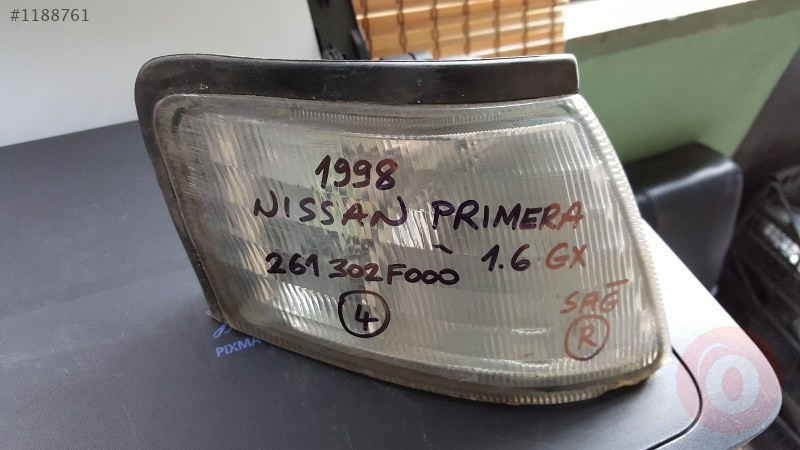 #1188761
1998
NISSAN PRIMERA
261302F000 1.6 GX
4
SAĞ
R
PIXMA